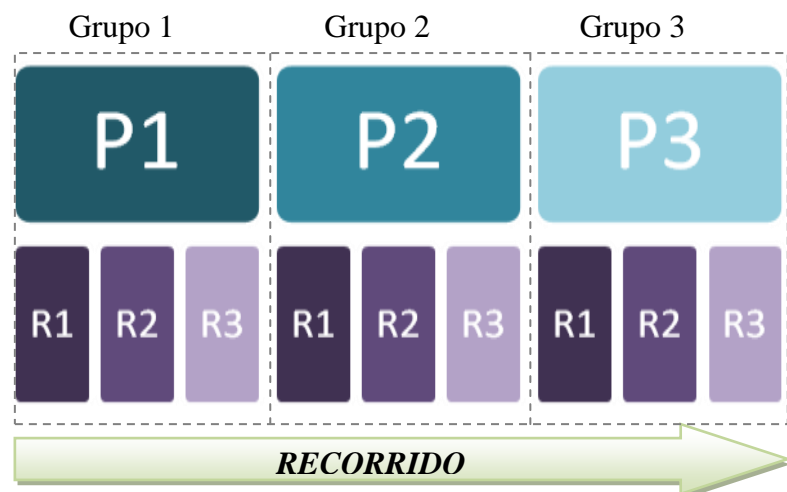 Grupo 1 Grupo 2 Grupo 3
P1 P2 P3
R1 R2 R3 R1 R2 R3 R1 R2 R3
RECORRIDO